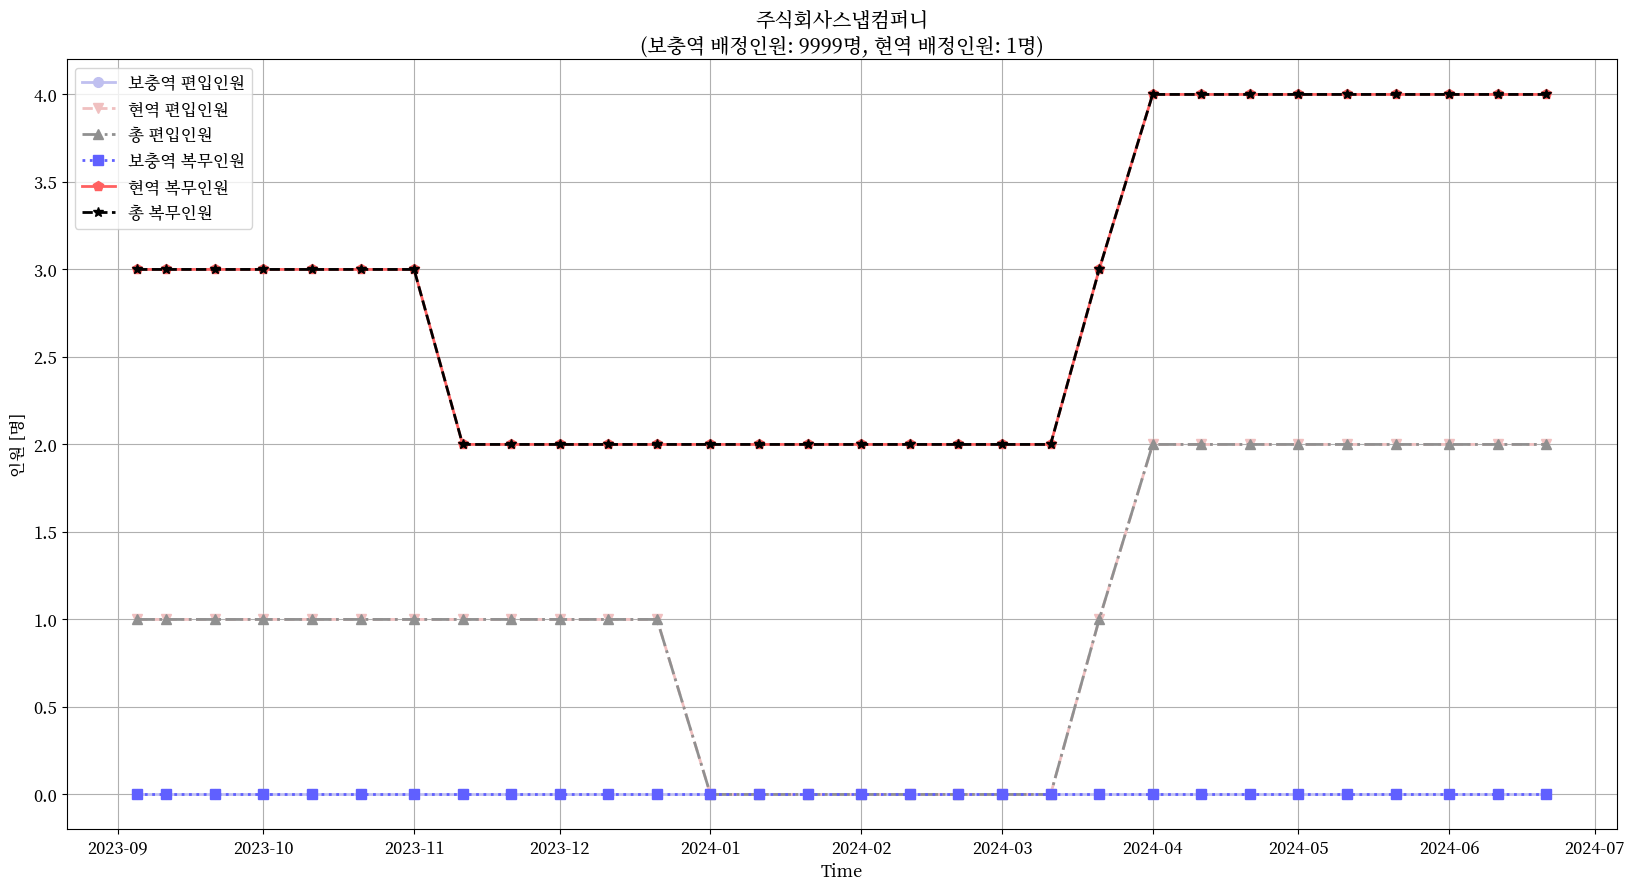 주식회사스냅컴퍼니
(보충역 배정인원: 9999명, 현역 배정인원: 1명)
보충역 편입인원
현역 편입인원
총 편입인원
보충역 복무인원
현역 복무인원
총 복무인원
4.0
3.5
3.0
2.5
2.0
1.5
1.0
0.5
0.0
인원 [명]
2023-09 2023-10 2023-11 2023-12 2024-01 2024-02 2024-03 2024-04 2024-05 2024-06 2024-07
Time